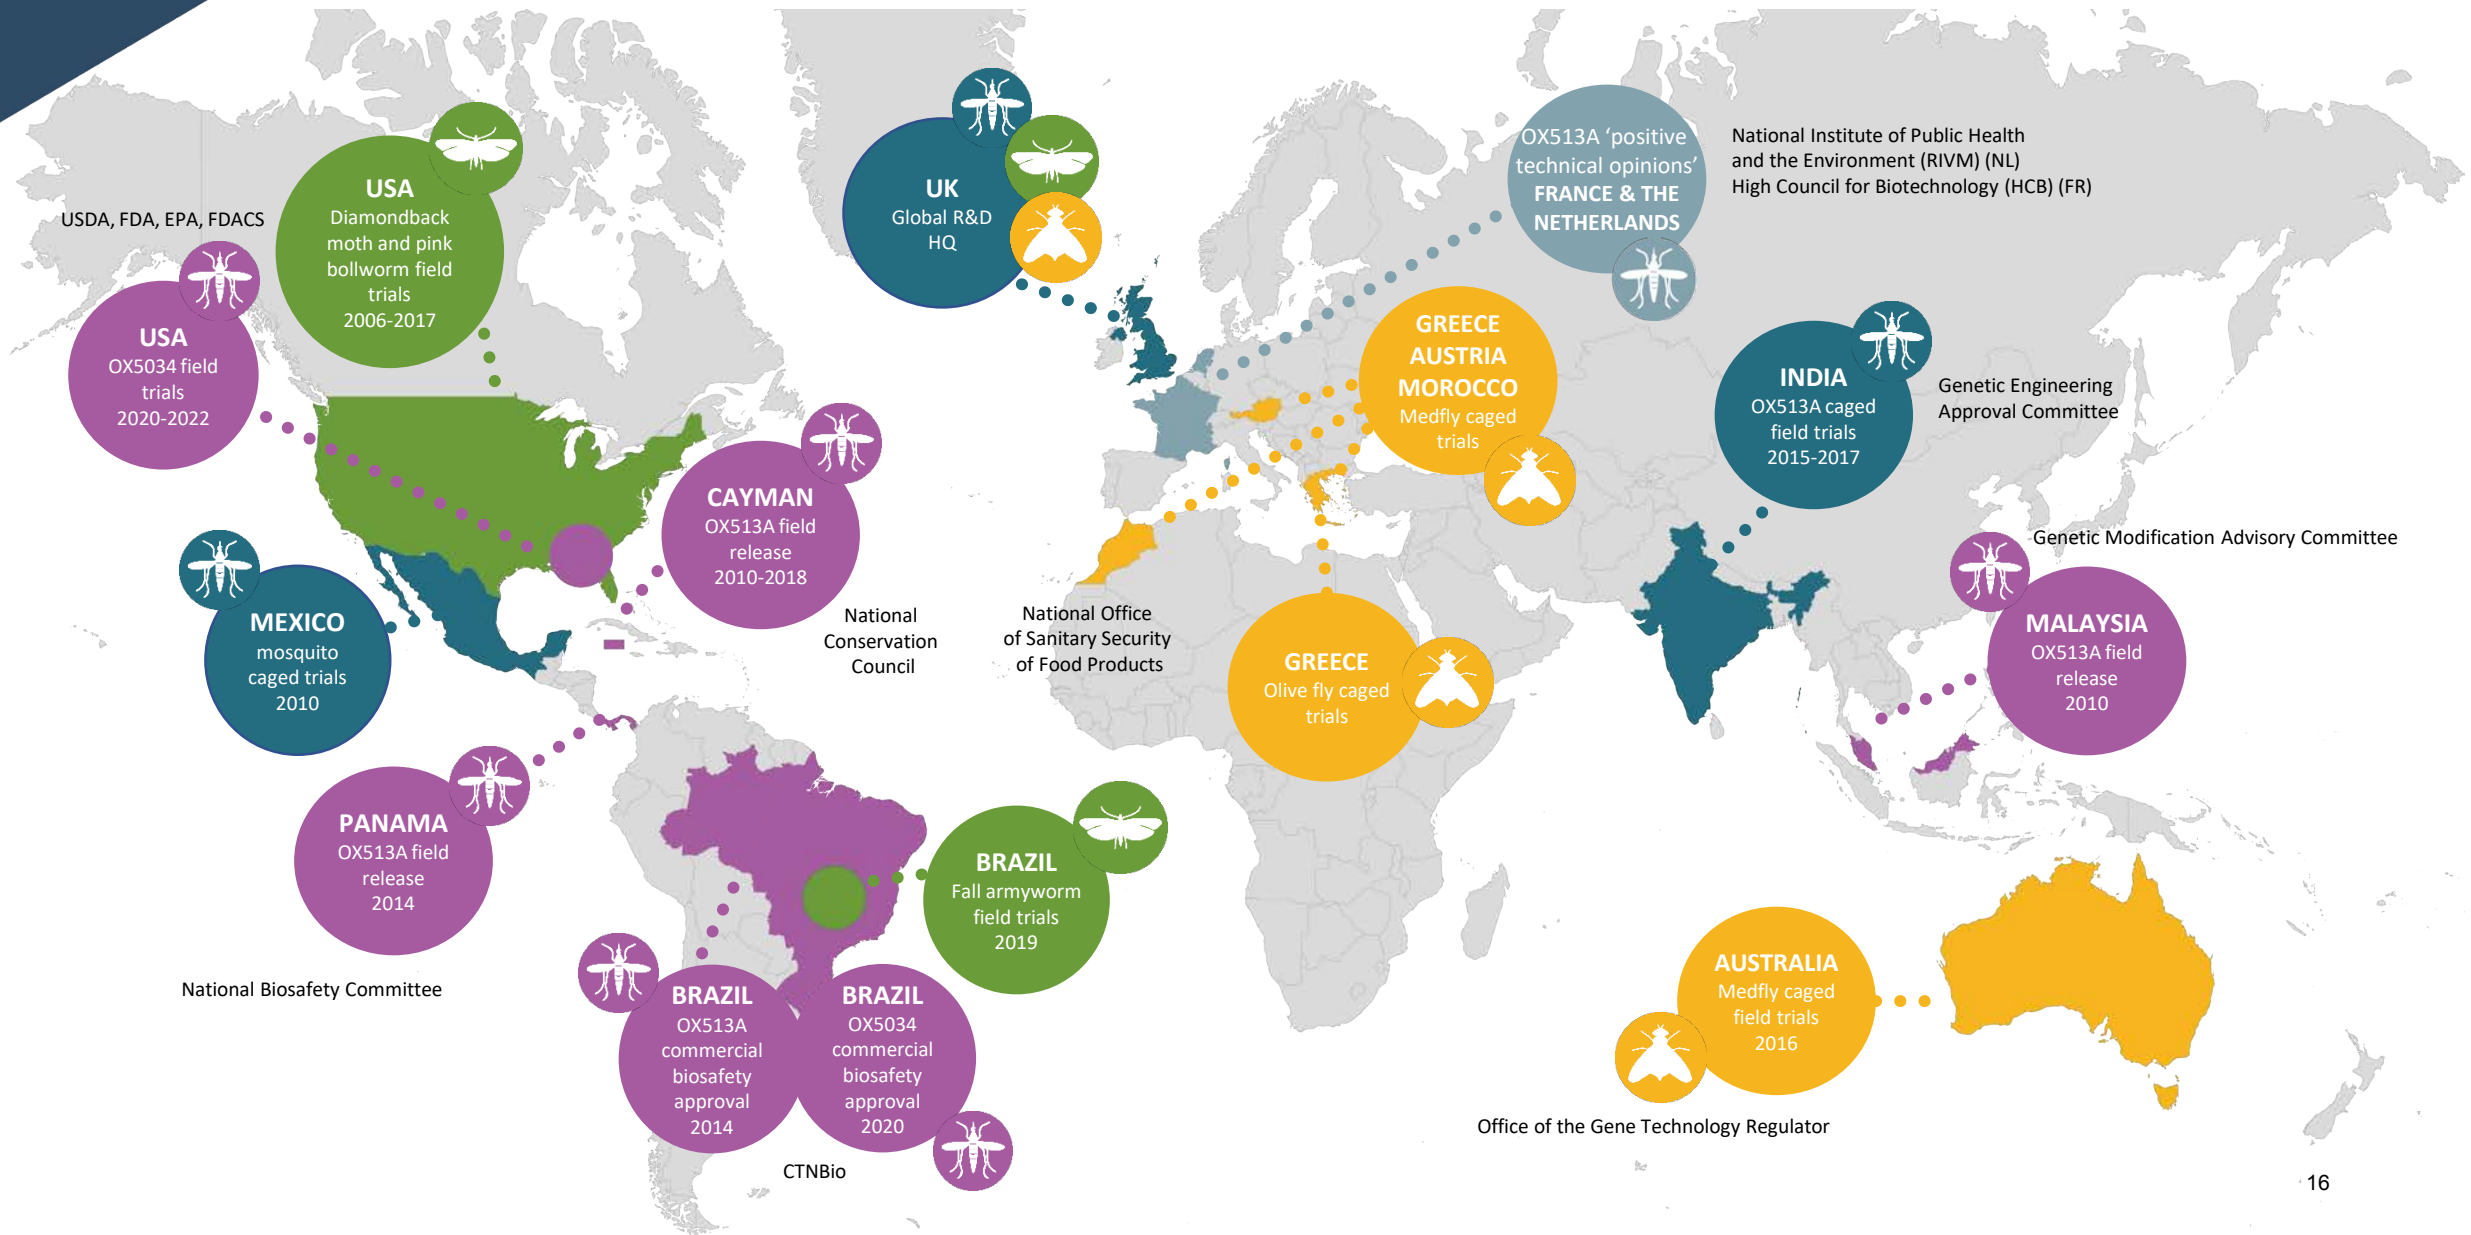 USDA, FDA, EPA, FDACS
USA
Diamondback
moth and pink
bollworm field
trials
2006-2017
USA
OX5034 field
trials
2020-2022
UK
Global R&D
HQ
OX513A ‘positive
technical opinions’
FRANCE & THE
NETHERLANDS
National Institute of Public Health
and the Environment (RIVM) (NL)
High Council for Biotechnology (HCB) (FR)
GREECE
AUSTRIA
MOROCCO
Medfly caged
trials
INDIA
OX513A caged
field trials
2015-2017
Genetic Engineering
Approval Committee
CAYMAN
OX513A field
release
2010-2018
National
Conservation
Council
National Office
of Sanitary Security
of Food Products
MEXICO
mosquito
caged trials
2010
GREECE
Olive fly caged
trials
Genetic Modification Advisory Committee
MALAYSIA
OX513A field
release
2010
PANAMA
OX513A field
release
2014
National Biosafety Committee
BRAZIL
Fall armyworm
field trials
2019
BRAZIL
OX513A
commercial
biosafety
approval
2014
BRAZIL
OX5034
commercial
biosafety
approval
2020
CTNBio
AUSTRALIA
Medfly caged
field trials
2016
Office of the Gene Technology Regulator
16